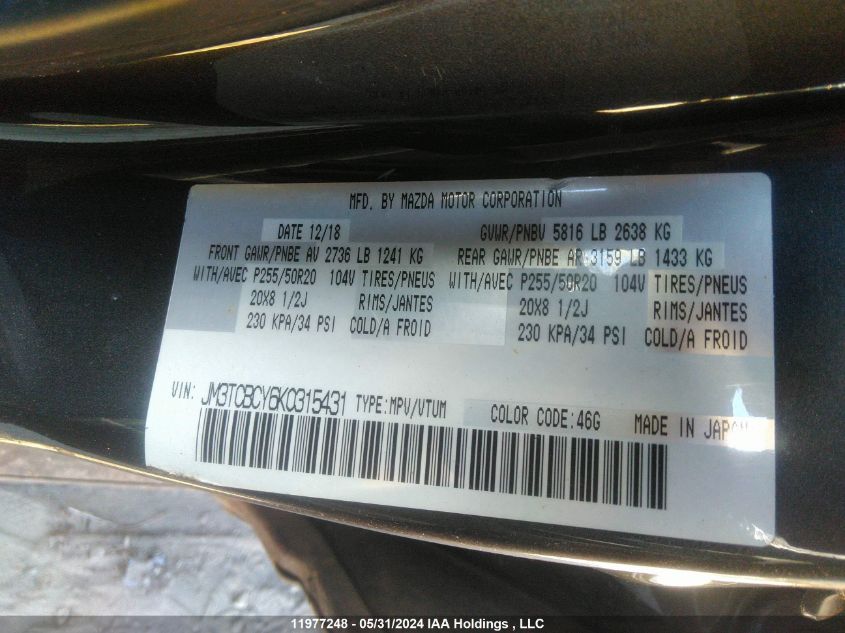 MFD. BY MAZDA MOTOR CORPORATION
DATE 12/18 GVWR/PNBV 5816 LB 2638 KG
FRONT GAWR/PNBE AV 2736 LB 1241 KG REAR GAWR/PNBE AR 3159 LB 1433 KG
WITH/AVEC P255/50R20 104V TIRES/PNEUS WITH/AVEC P255/50R20 104V TIRES/PNEUS
20X8 1/2J RIMS/JANTES 20X8 1/2J RIMS/JANTES
230 KPA/34 PSI COLD/A FROID 230 KPA/34 PSI COLD/A FROID
VIN: JM3TCBCY6K0315431 TYPE:MPV/VTUM COLOR CODE:46G MADE IN JAPAN
11977248 - 05/31/2024 IAA Holdings , LLC